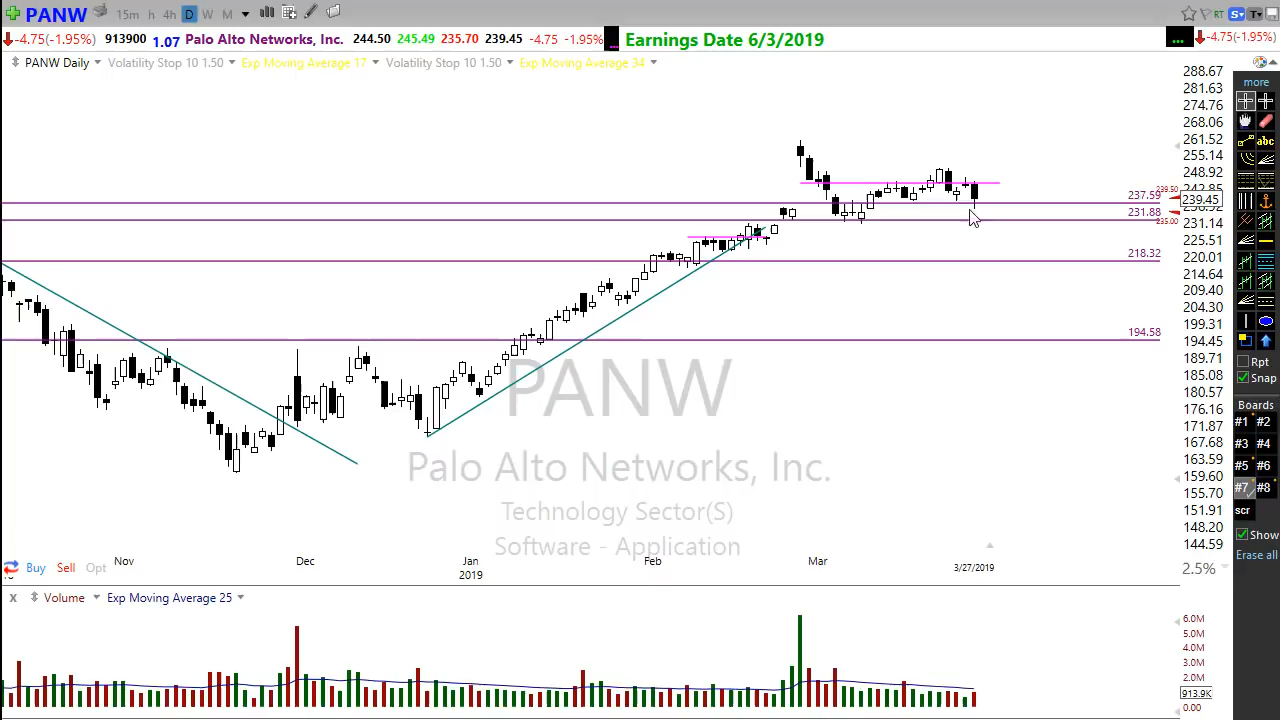 PANW 15m h 4h D W M RT S T
-4.75(-1.95%) 913900 1.07 Palo Alto Networks, Inc. 244.50 245.49 235.70 239.45 -4.75 -1.95% ... Earnings Date 6/3/2019 ... -4.75(-1.95%)
PANW Daily Volatility Stop 10 1.50 Exp Moving Average 17 Volatility Stop 10 1.50 Exp Moving Average 34
288.67
281.63
274.76
268.06
261.52
255.14
248.92
239.50
237.59
239.45
231.88
235.00
231.14
225.51
218.32
220.01
214.64
209.40
204.30
199.31
194.58
194.45
189.71
185.08
180.57
176.16
171.87
167.68
163.59
159.60
155.70
151.91
148.20
144.59
PANW
Palo Alto Networks, Inc.
Technology Sector(S)
Software - Application
Buy Sell Opt
Nov Dec Jan Feb Mar
2019 3/27/2019
2.5%
X Volume Exp Moving Average 25
6.0M
5.0M
4.0M
3.0M
2.0M
913.9K
0.00
more
abc
Rpt
Snap
Boards
#1 #2
#3 #4
#5 #6
#7 #8
scr
Show
Erase all